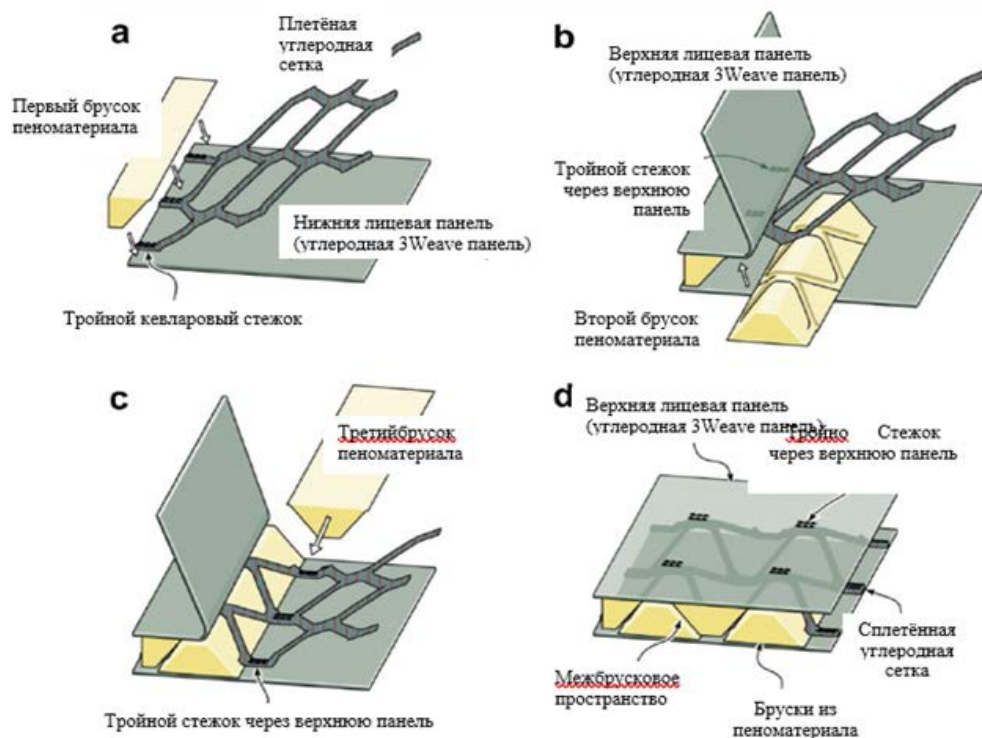 a
Плетёная
углеродная
сетка
Первый брусок
пеноматериала
Нижняя лицевая панель
(углеродная 3Weave панель)
Тройной кевларовый стежок
b
Верхняя лицевая панель
(углеродная 3Weave панель)
Тройной стежок
через верхнюю
панель
Второй брусок
пеноматериала
c
Третийбрусок
пеноматериала
Тройной стежок через верхнюю панель
d
Верхняя лицевая панель
(углеродная 3Weave панель)
Тройно Стежок
через верхнюю панель
Сплетённая
углеродная
сетка
Межбрусковое
пространство
Бруски из
пеноматериала